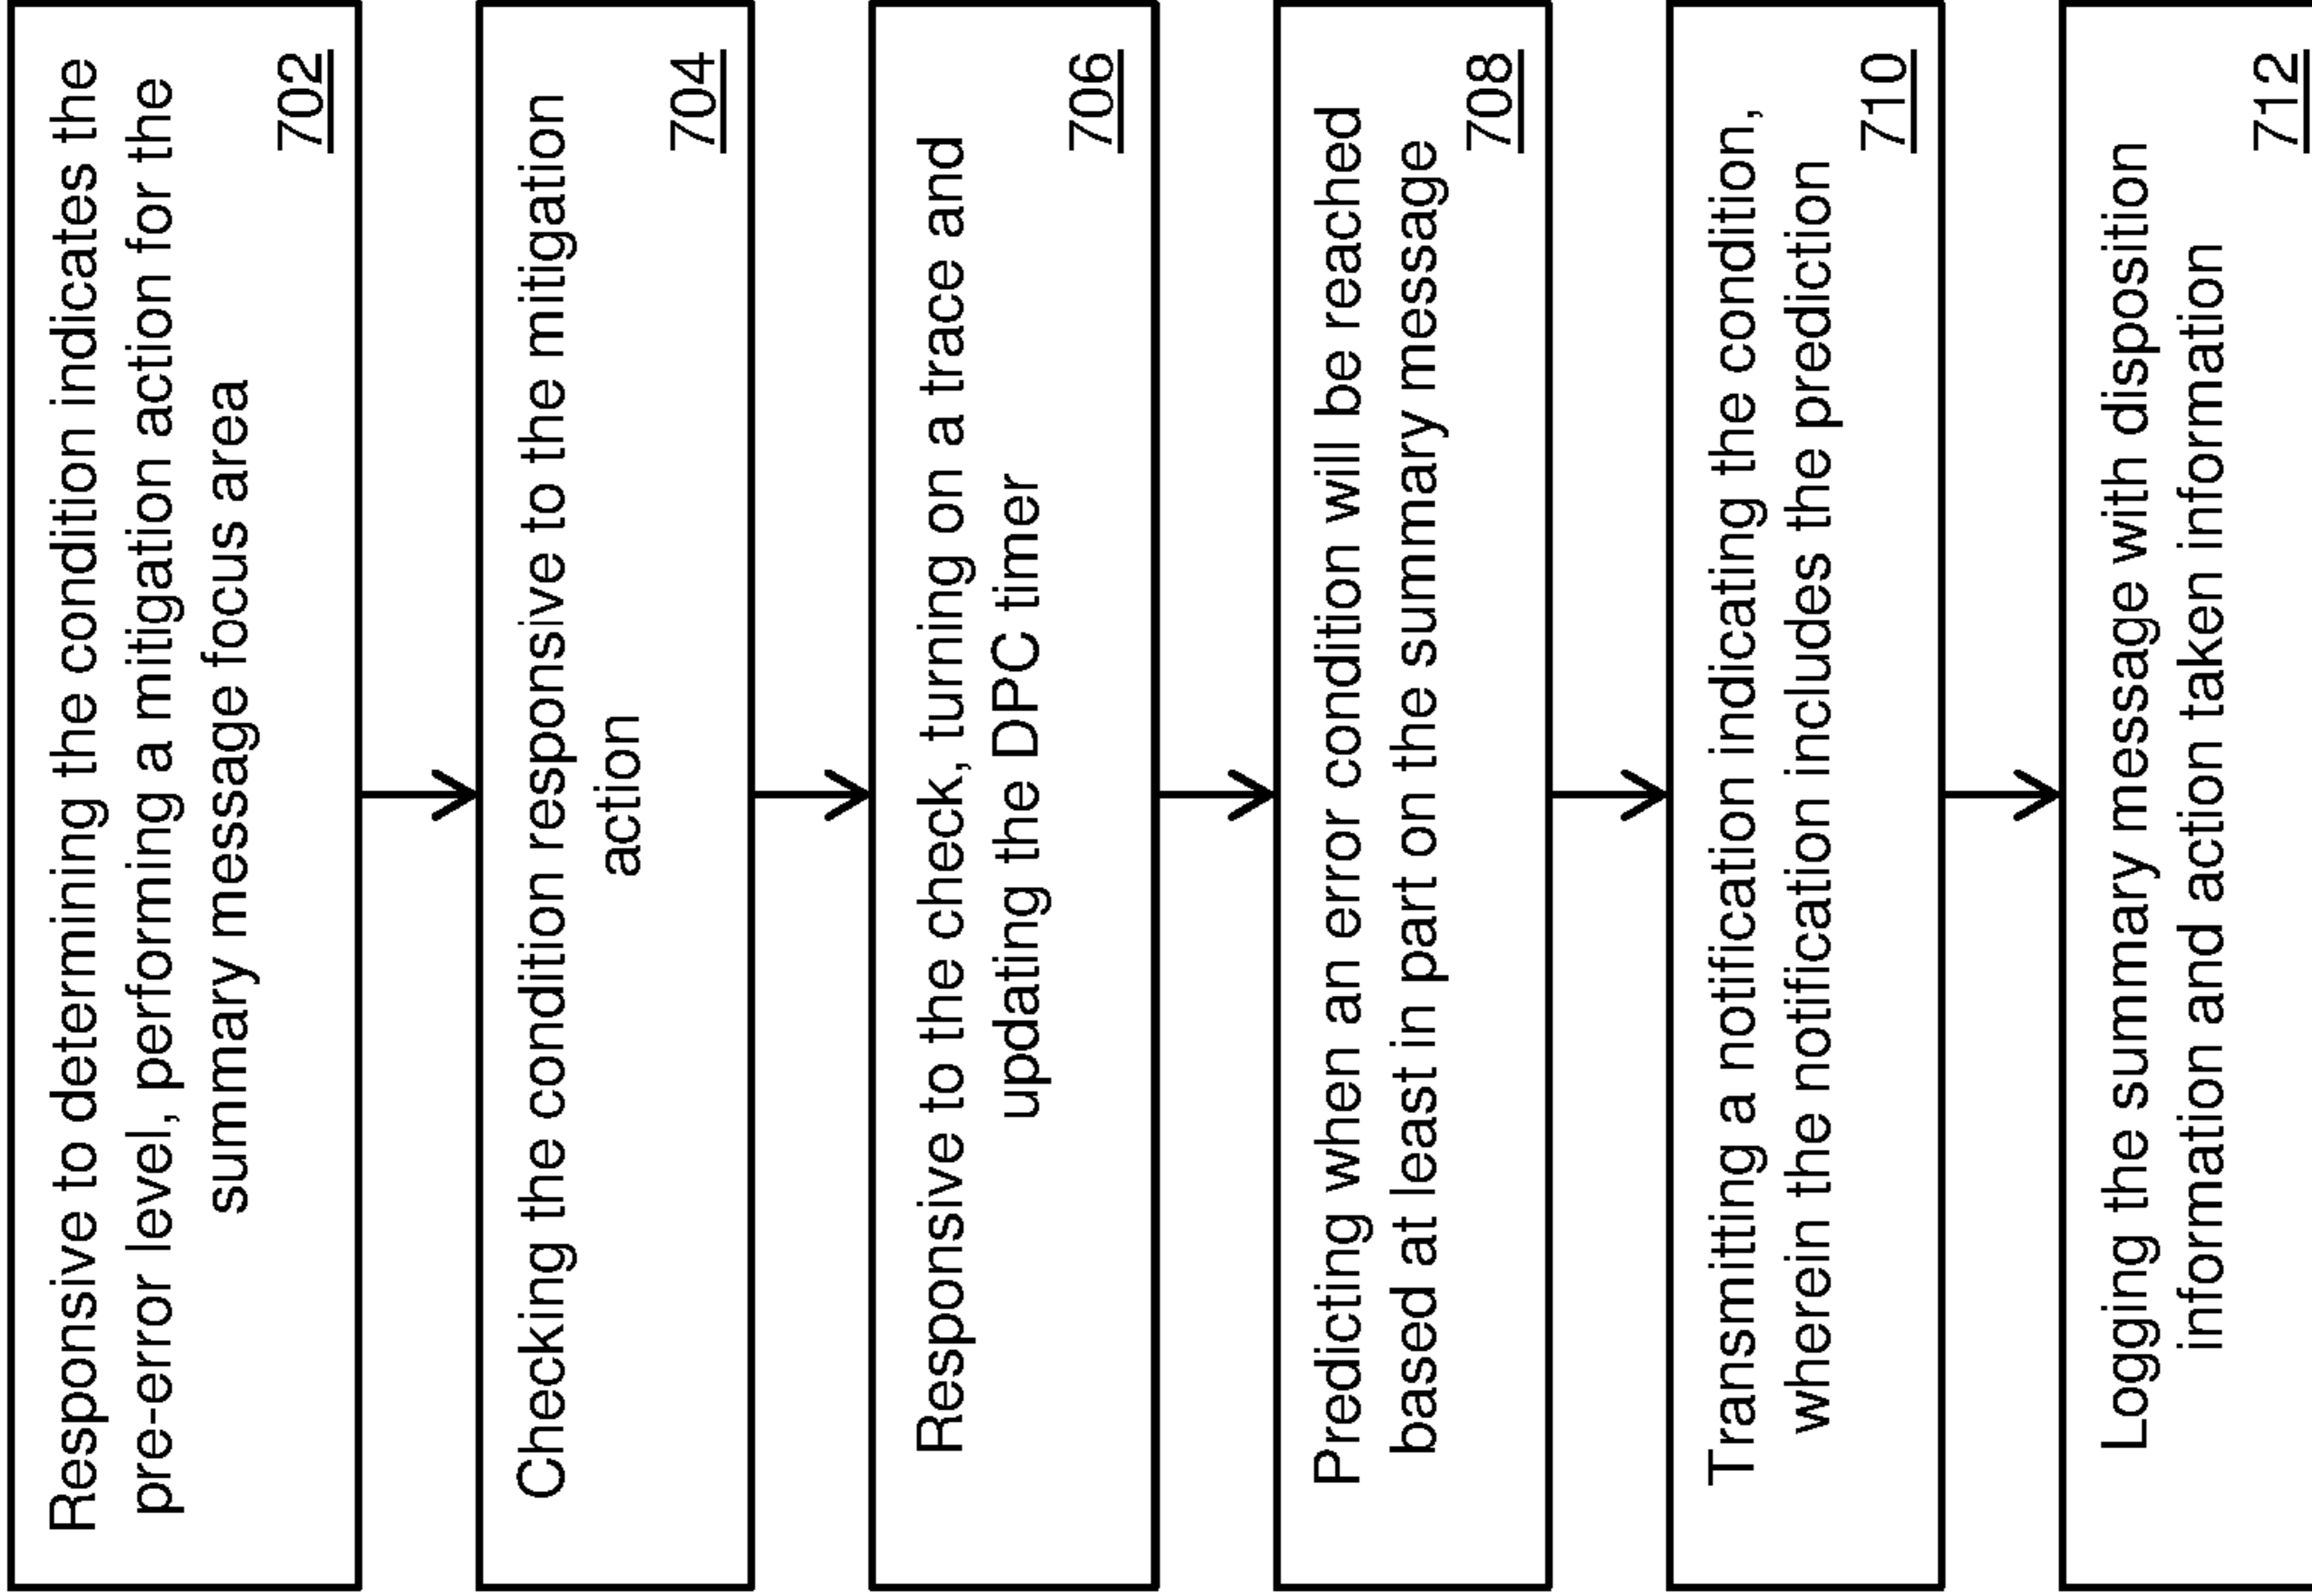 Responsive to determining the condition indicates the
pre-error level, performing a mitigation action for the
summary message focus area
702
Checking the condition responsive to the mitigation
action
704
Responsive to the check, turning on a trace and
updating the DPC timer
706
Predicting when an error condition will be reached
based at least in part on the summary message
708
Transmitting a notification indicating the condition,
wherein the notification includes the prediction
710
Logging the summary message with disposition
information and action taken information
712